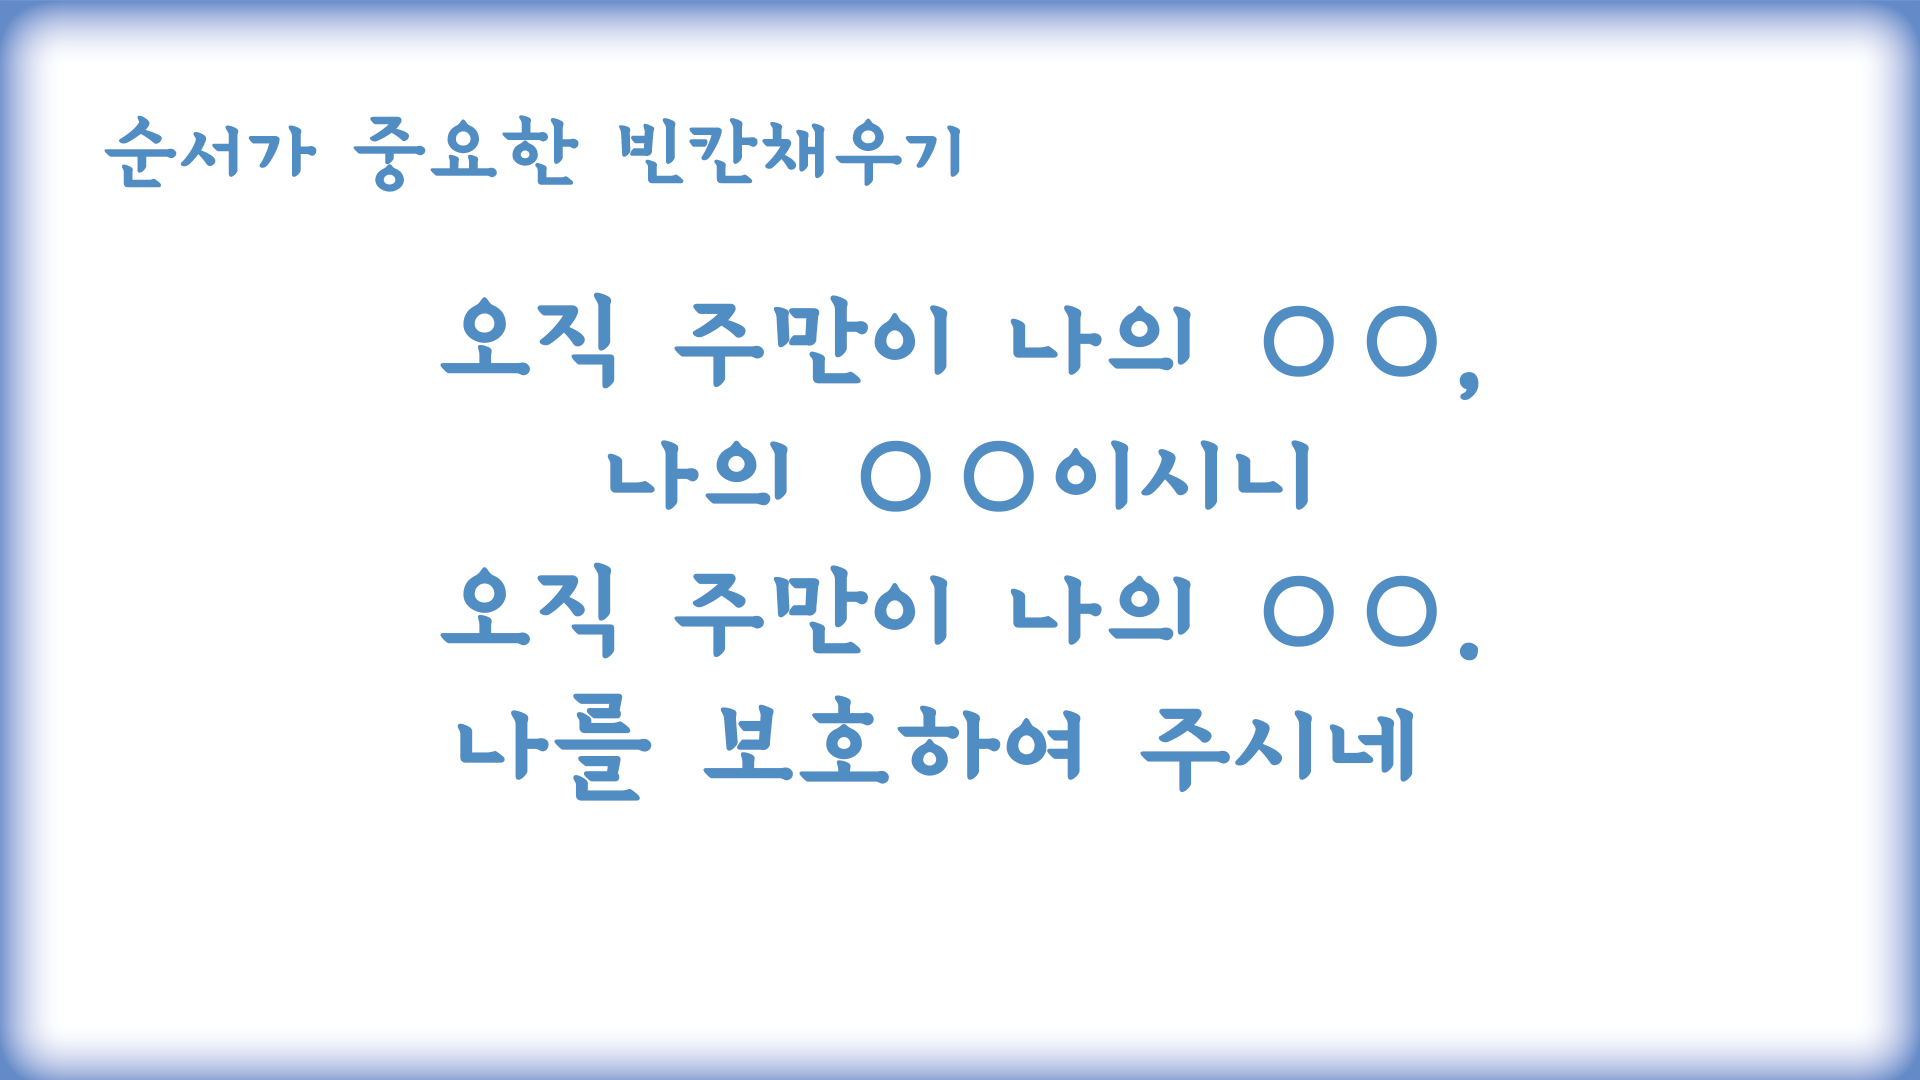 순서가 중요한 빈칸채우기
오직 주만이 나의 ○○,
나의 ○○이시니
오직 주만이 나의 ○○.
나를 보호하여 주시네